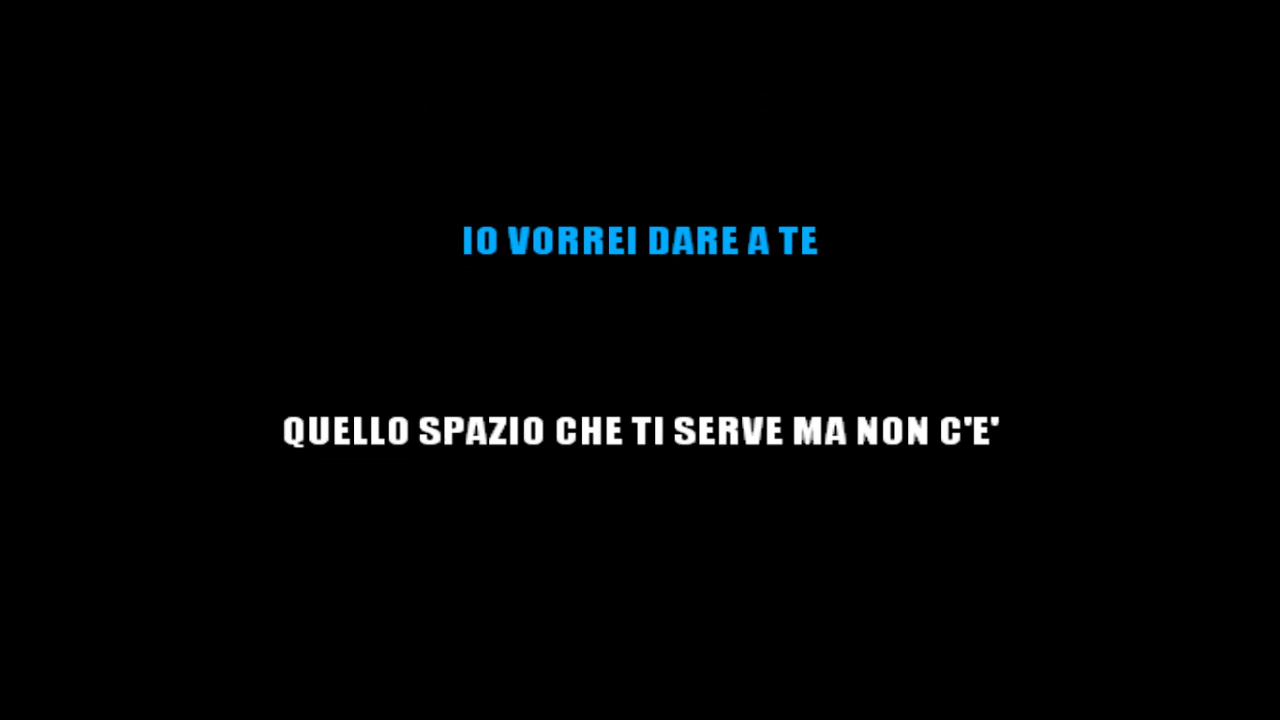 IO VORREI DARE A TE
QUELLO SPAZIO CHE TI SERVE MA NON C'E'